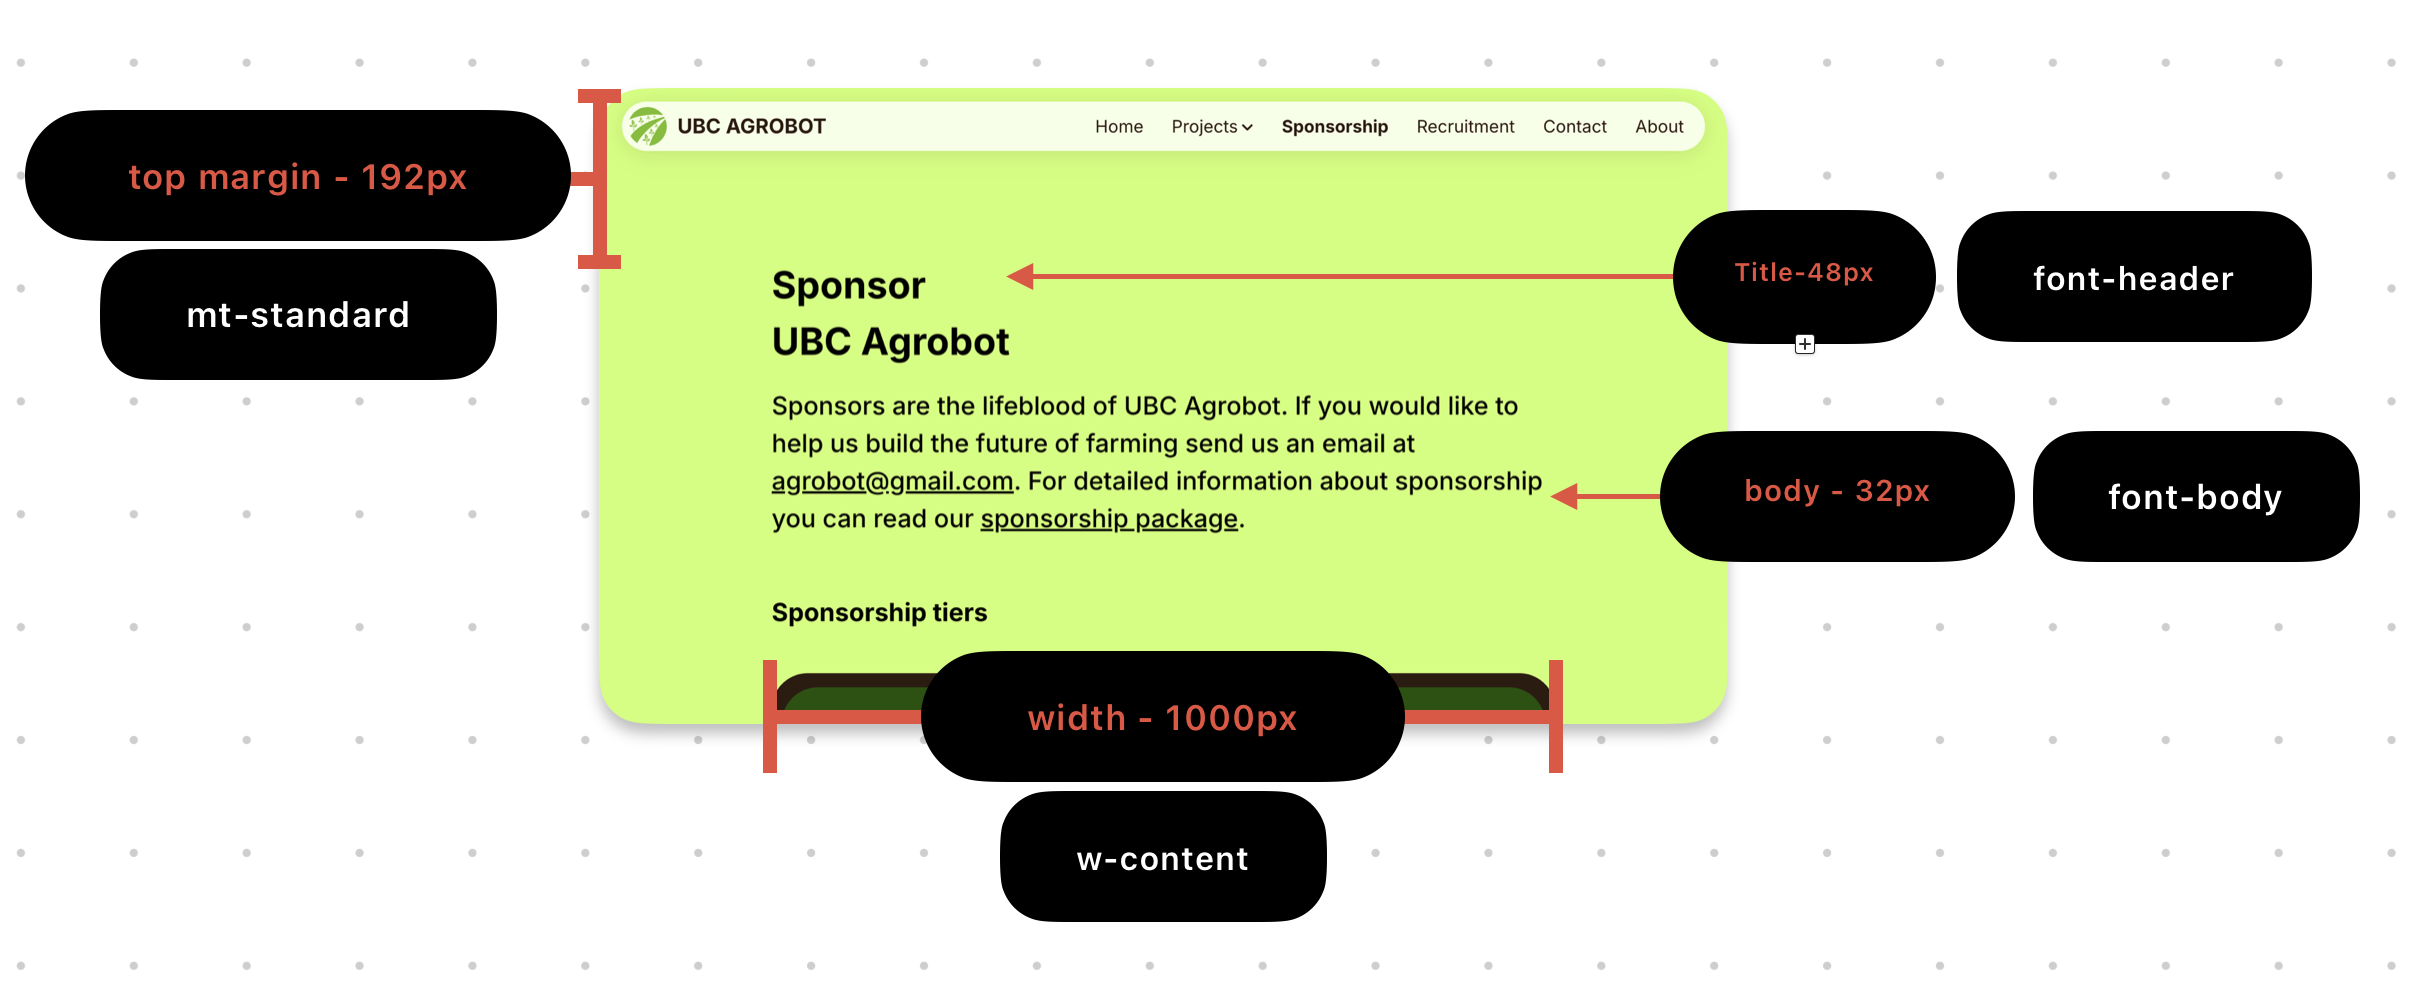 UBC AGROBOT
Home Projects Sponsorship Recruitment Contact About
top margin - 192px
mt-standard
Sponsor
UBC Agrobot
Title-48px
font-header
Sponsors are the lifeblood of UBC Agrobot. If you would like to
help us build the future of farming send us an email at
agrobot@gmail.com. For detailed information about sponsorship
you can read our sponsorship package.
body - 32px
font-body
Sponsorship tiers
width - 1000px
w-content